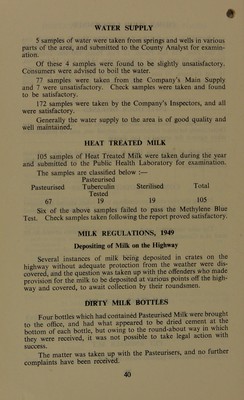 WATER SUPPLY
5 samples of water were taken from springs and wells in various
parts of the area, and submitted to the County Analyst for examin-
ation.
Of these 4 samples were found to be slightly unsatisfactory.
Consumers were advised to boil the water.
77 samples were taken from the Company's Main Supply
and 7 were unsatisfactory. Check samples were taken and found
to be satisfactory.
172 samples were taken by the Company's Inspectors, and all
were satisfactory.
Generally the water supply to the area is of good quality and
well maintained.
HEAT TREATED MILK
105 samples of Heat Treated Milk were taken during the year
and submitted to the Public Health Laboratory for examination.
The samples are classified below :—
Pasteurised
Pasteurised Tuberculin Sterilised Total
Tested
67 19 19 105
Six of the above samples failed to pass the Methylene Blue
Test. Check samples taken following the report proved satisfactory.
MILK REGULATIONS, 1949
Depositing of Milk on the Highway
Several instances of milk being deposited in crates on the
highway without adequate protection from the weather were dis-
covered, and the question was taken up with the offenders who made
provision for the milk to be deposited at various points off the high-
way and covered, to await collection by their roundsmen.
DIRTY MILK BOTTLES
Four bottles which had contained Pasteurised Milk were brought
to the office, and had what appeared to be dried cement at the
bottom of each bottle, but owing to the round-about way in which
they were received, it was not possible to take legal action with
success.
The matter was taken up with the Pasteurisers, and no further
complaints have been received.
40